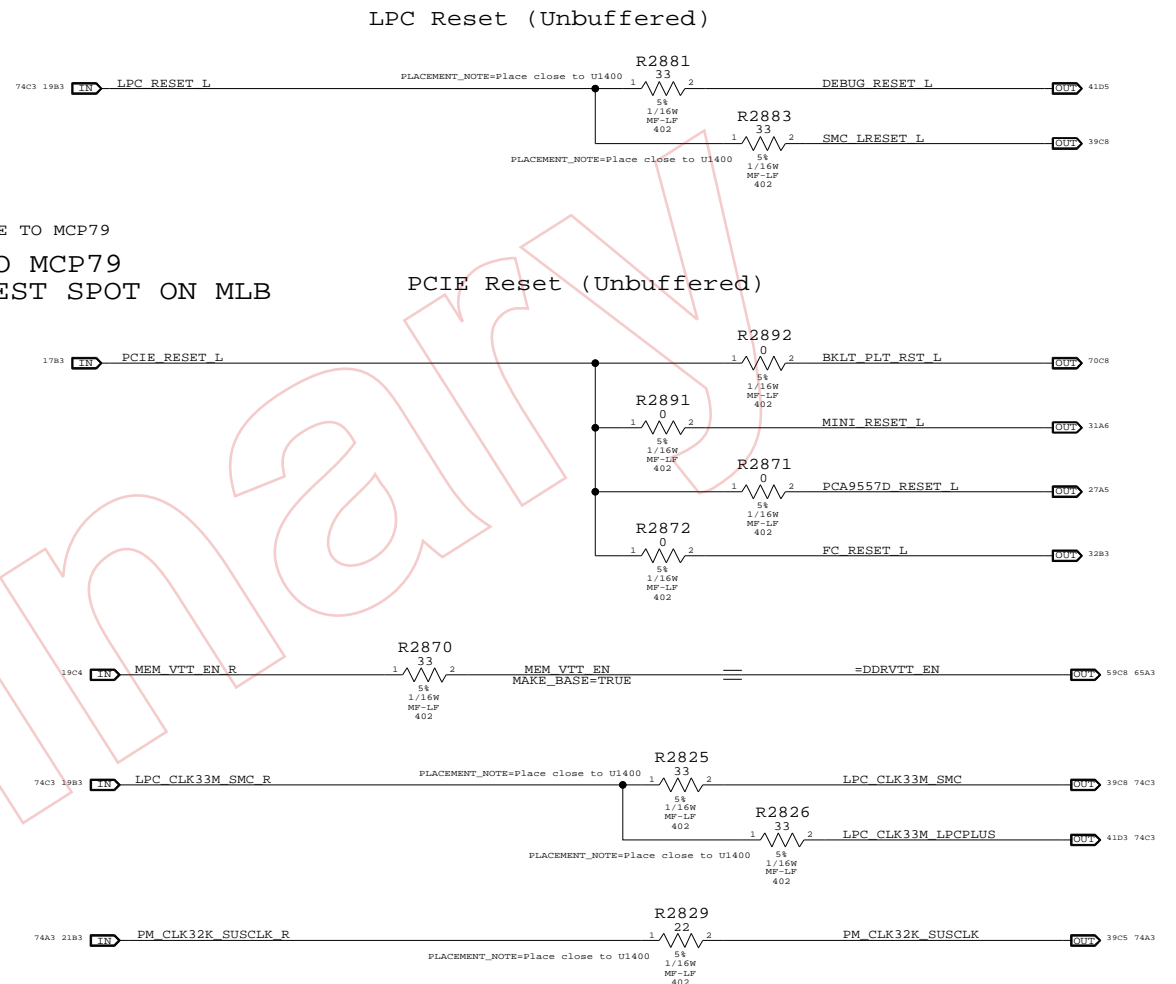 LPC Reset (Unbuffered)
R2881
74C3 19B3 IN LPC_RESET_L PLACEMENT_NOTE=Place close to U1400 1 33 2 DEBUG_RESET_L OUT 41D5
5%
1/16W
MF-LF
402
R2883
1 33 2 SMC_LRESET_L OUT 39C8
PLACEMENT_NOTE=Place close to U1400
5%
1/16W
MF-LF
402
E TO MCP79
O MCP79
EST SPOT ON MLB
PCIE Reset (Unbuffered)
R2892
17B3 IN PCIE_RESET_L 1 0 2 BKLT_PLT_RST_L OUT 70C8
5%
1/16W
MF-LF
402
R2891
1 0 2 MINI_RESET_L OUT 31A6
5%
1/16W
MF-LF
402
R2871
1 0 2 PCA9557D_RESET_L OUT 27A5
5%
1/16W
MF-LF
402
R2872
1 0 2 FC_RESET_L OUT 32B3
5%
1/16W
MF-LF
402
R2870
19C4 IN MEM_VTT_EN_R 1 33 2 MEM_VTT_EN =DDRVTT_EN OUT 59C8 65A3
MAKE_BASE=TRUE
5%
1/16W
MF-LF
402
R2825
74C3 19B3 IN LPC_CLK33M_SMC_R PLACEMENT_NOTE=Place close to U1400 1 33 2 LPC_CLK33M_SMC OUT 39C8 74C3
5%
1/16W
MF-LF
402
R2826
1 33 2 LPC_CLK33M_LPCPLUS OUT 41D3 74C3
PLACEMENT_NOTE=Place close to U1400
5%
1/16W
MF-LF
402
R2829
74A3 21B3 IN PM_CLK32K_SUSCLK_R 1 22 2 PM_CLK32K_SUSCLK OUT 39C5 74A3
PLACEMENT_NOTE=Place close to U1400
5%
1/16W
MF-LF
402
inary